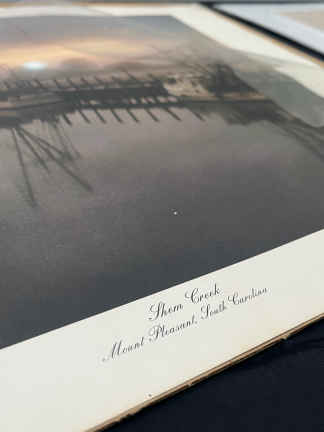 Shem Creek
Mount Pleasant, South Carolina